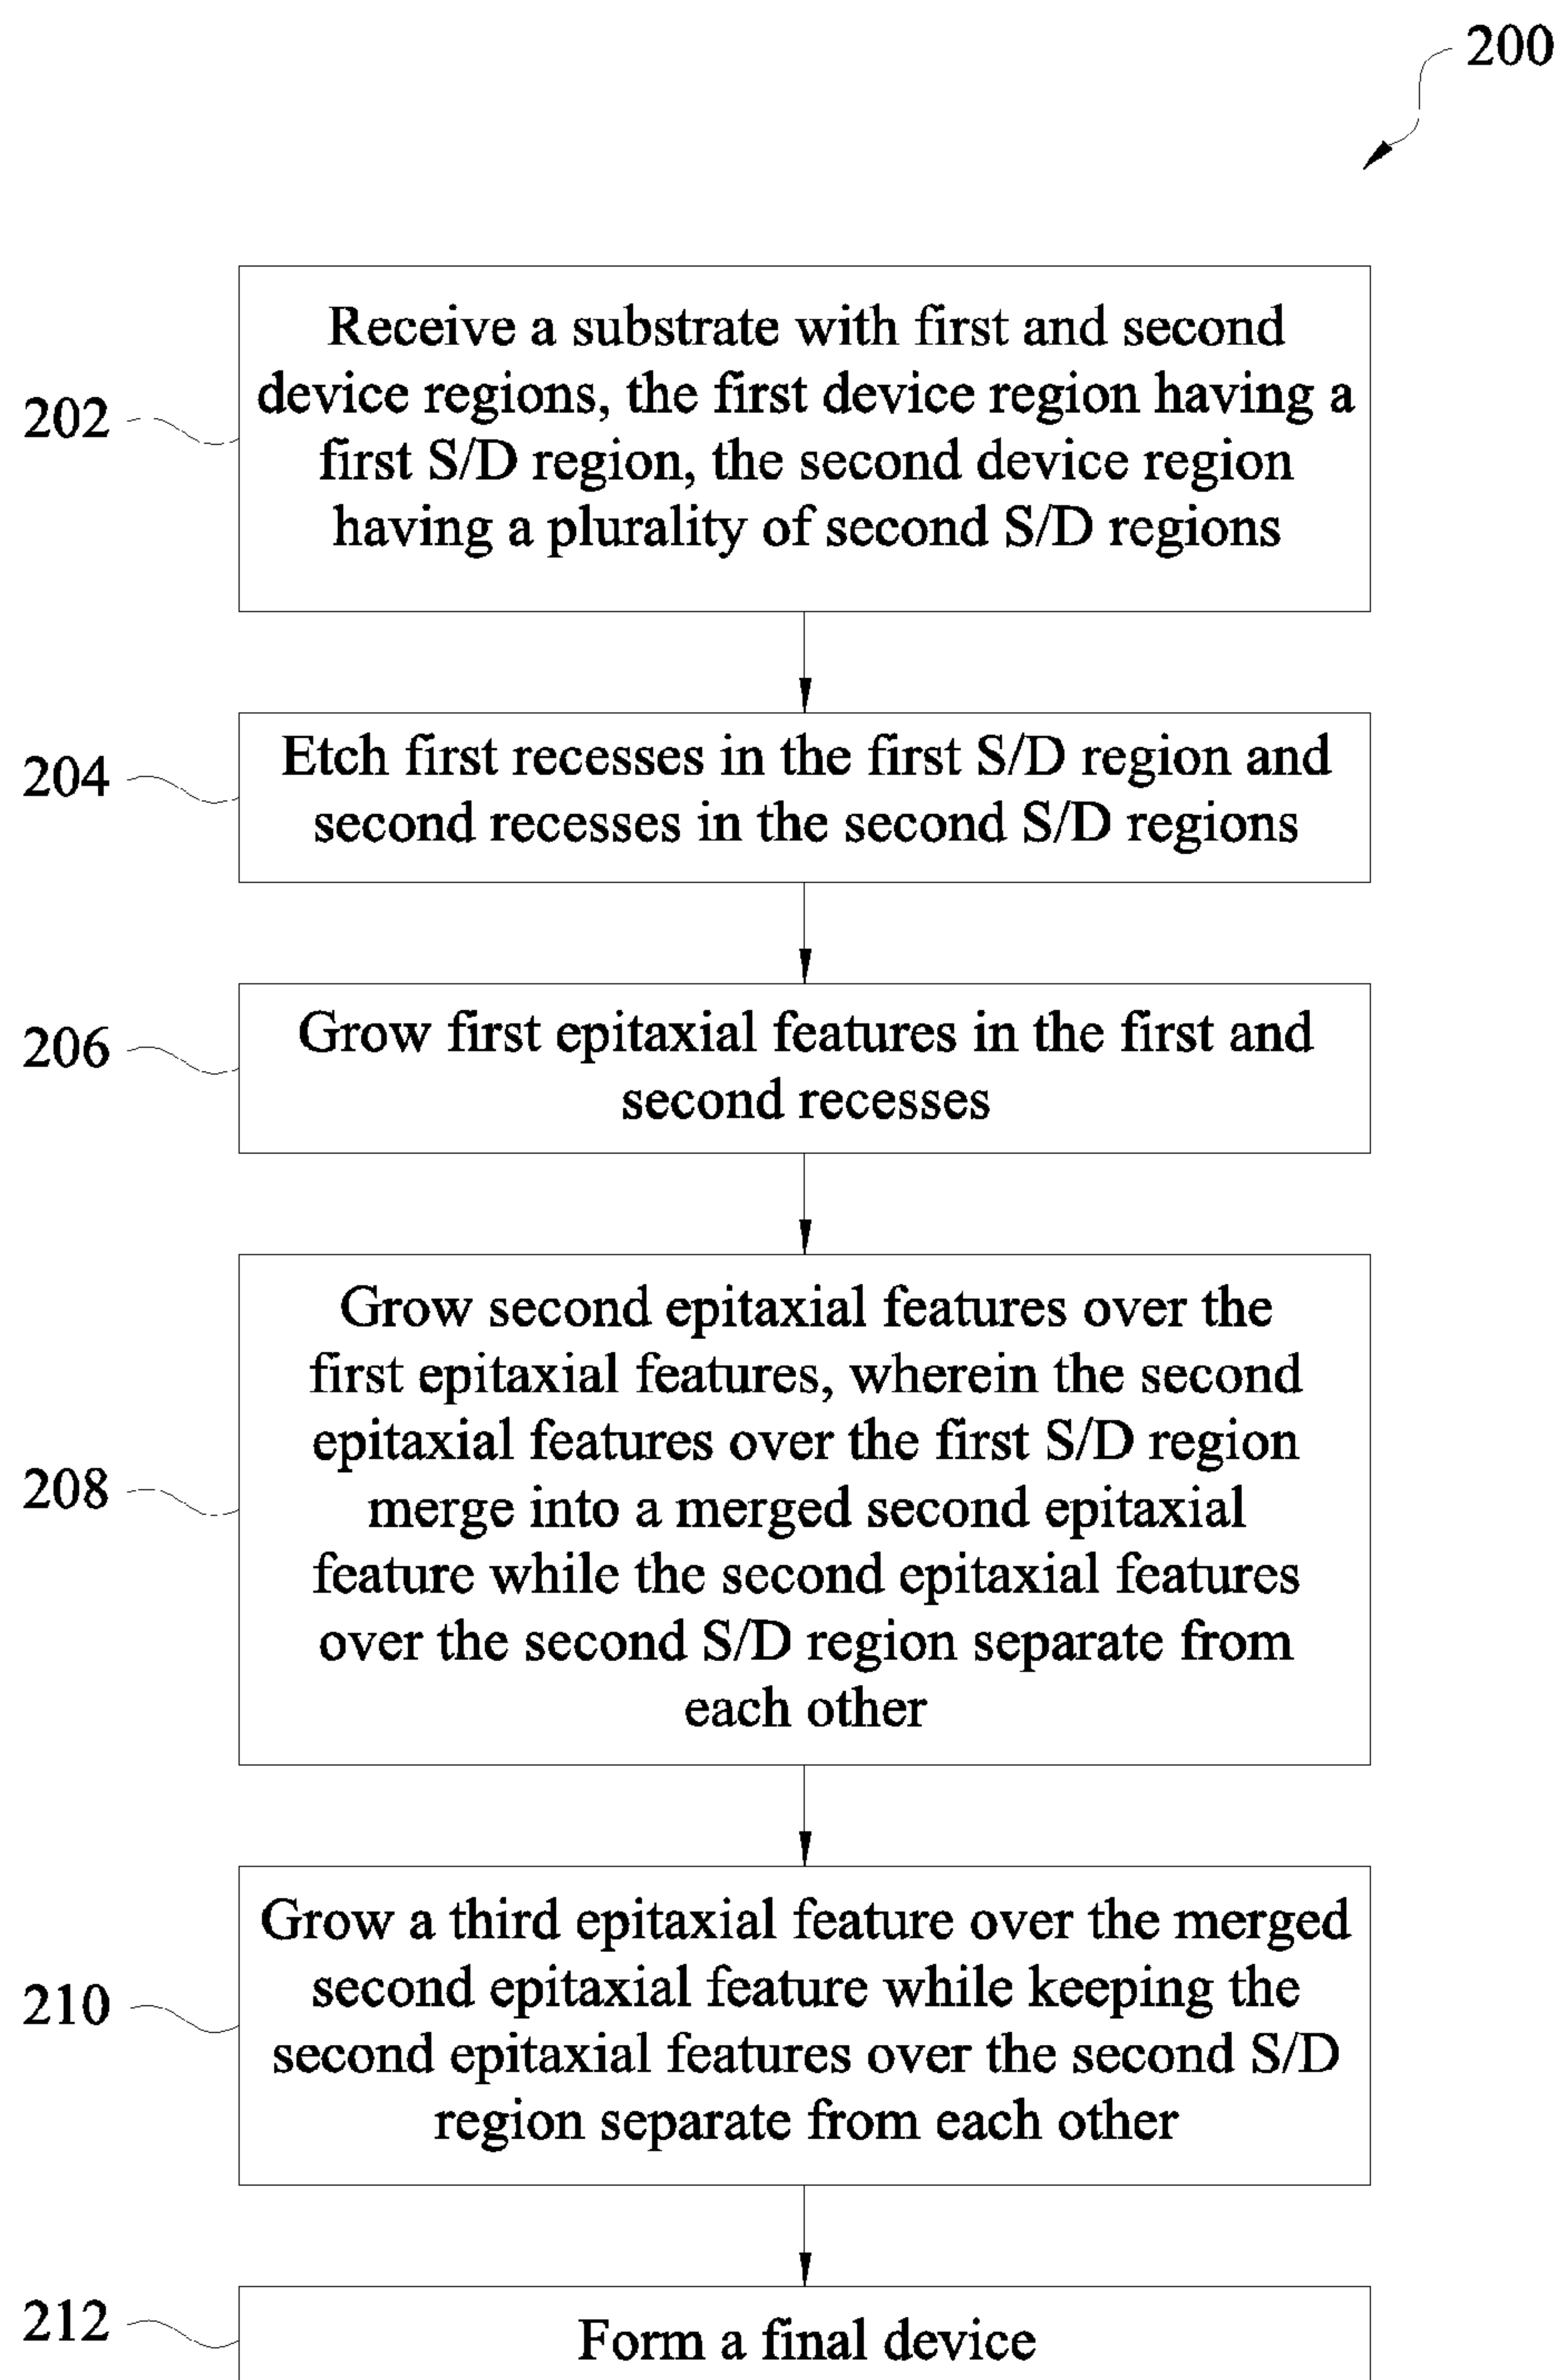 200
202
Receive a substrate with first and second
device regions, the first device region having a
first S/D region, the second device region
having a plurality of second S/D regions
204
Etch first recesses in the first S/D region and
second recesses in the second S/D regions
206
Grow first epitaxial features in the first and
second recesses
208
Grow second epitaxial features over the
first epitaxial features, wherein the second
epitaxial features over the first S/D region
merge into a merged second epitaxial
feature while the second epitaxial features
over the second S/D region separate from
each other
210
Grow a third epitaxial feature over the merged
second epitaxial feature while keeping the
second epitaxial features over the second S/D
region separate from each other
212
Form a final device